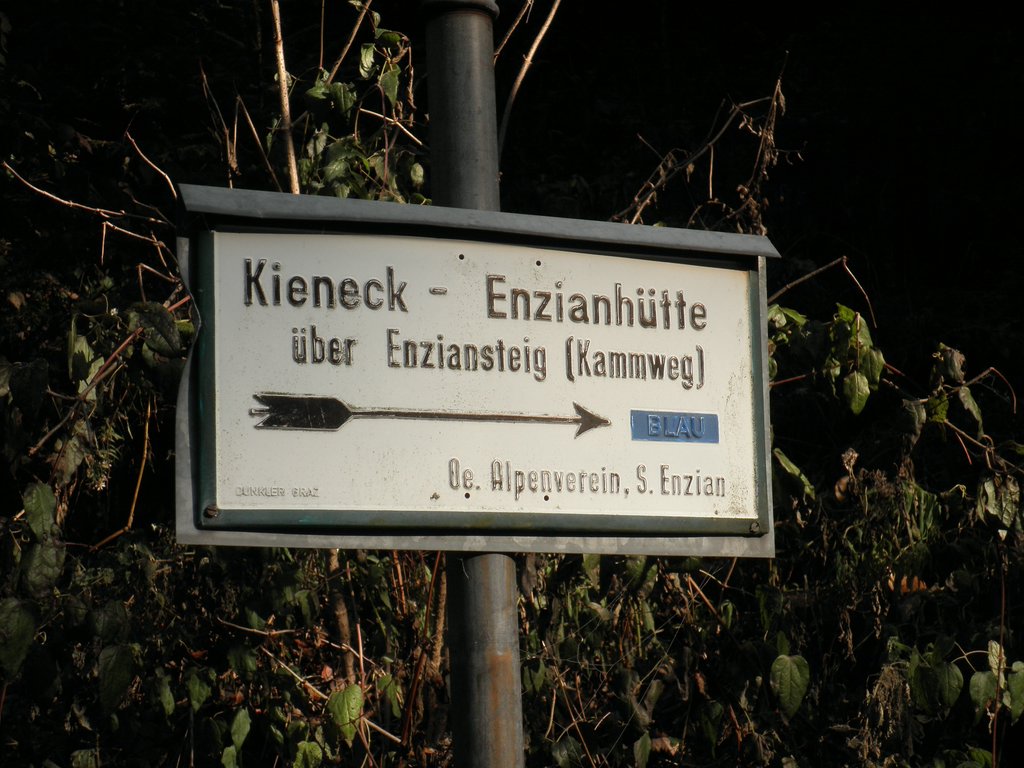 Kieneck - Enzianhütte
über Enziansteig (Kammweg)
BLAU
Oe. Alpenverein, S. Enzian
DUNKLER GRAZ